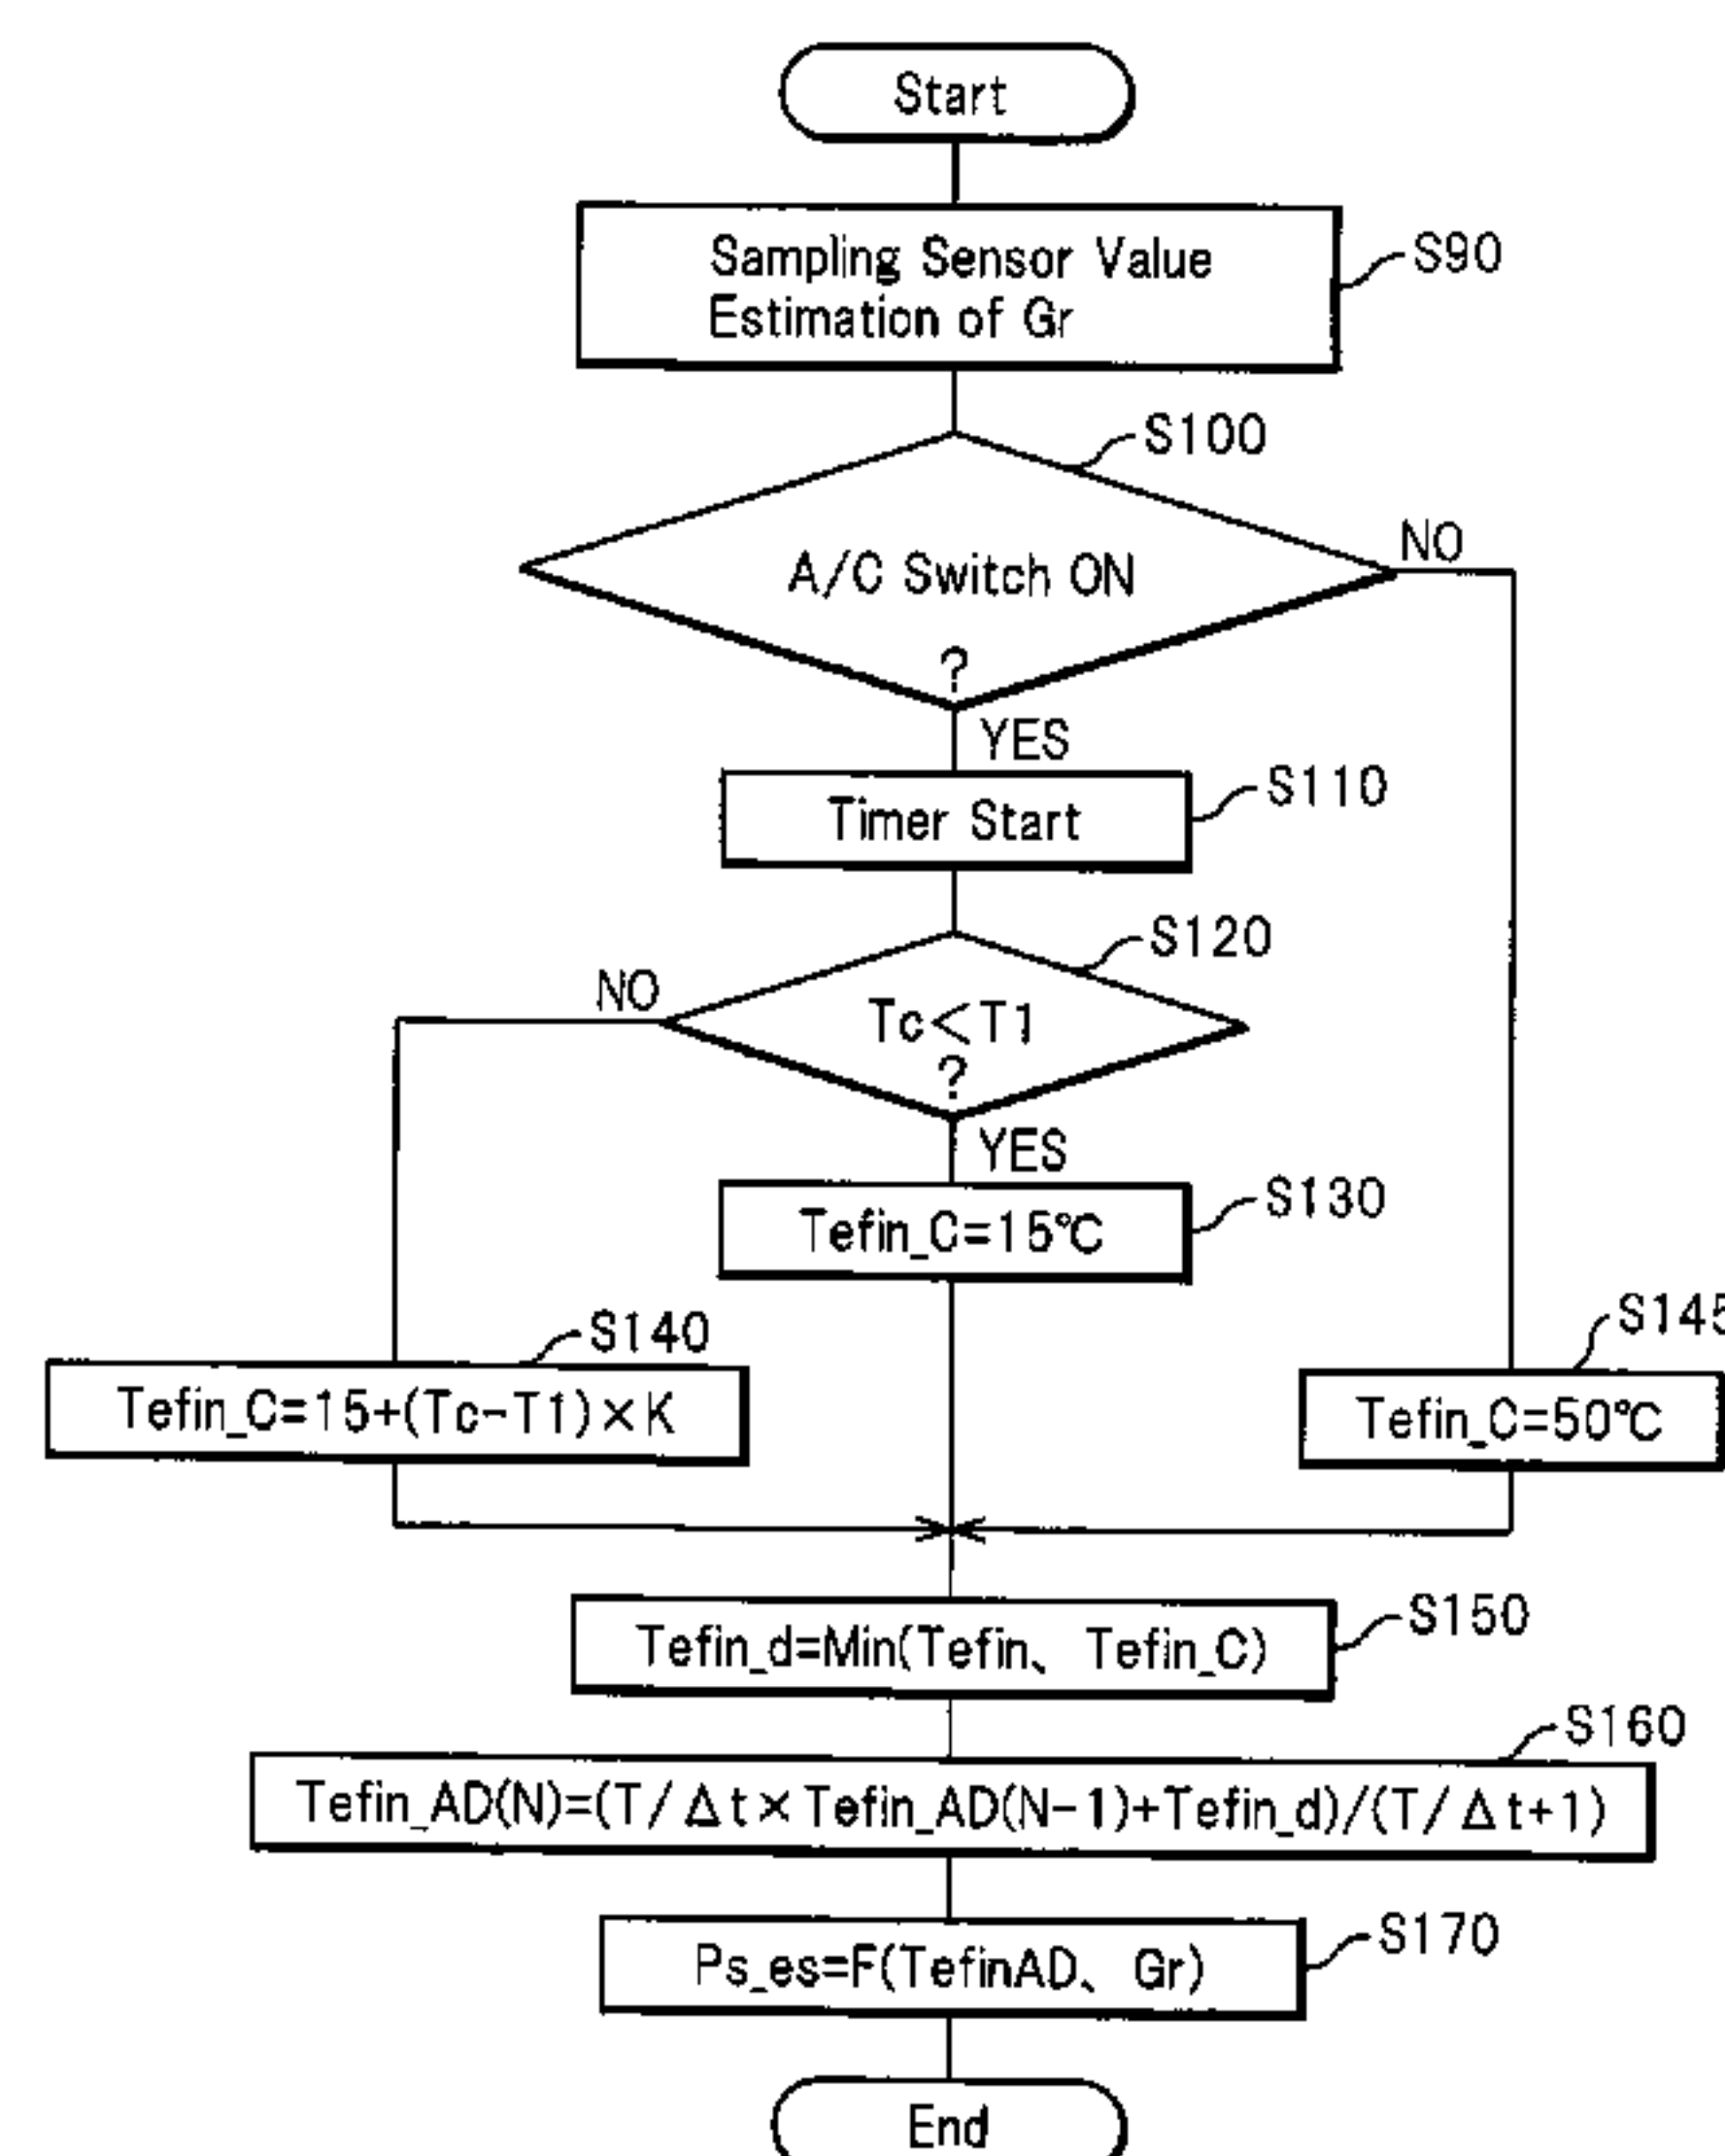 Start
Sampling Sensor Value
Estimation of Gr
S90
S100
A/C Switch ON
?
NO
YES
Timer Start
S110
S120
NO
Tc<T1
?
YES
Tefin_C=15℃
S130
S140
Tefin_C=15+(Tc-T1)×K
S145
Tefin_C=50℃
Tefin_d=Min(Tefin、Tefin_C)
S150
S160
Tefin_AD(N)=(T/Δt×Tefin_AD(N-1)+Tefin_d)/(T/Δt+1)
Ps_es=F(TefinAD、Gr)
S170
End